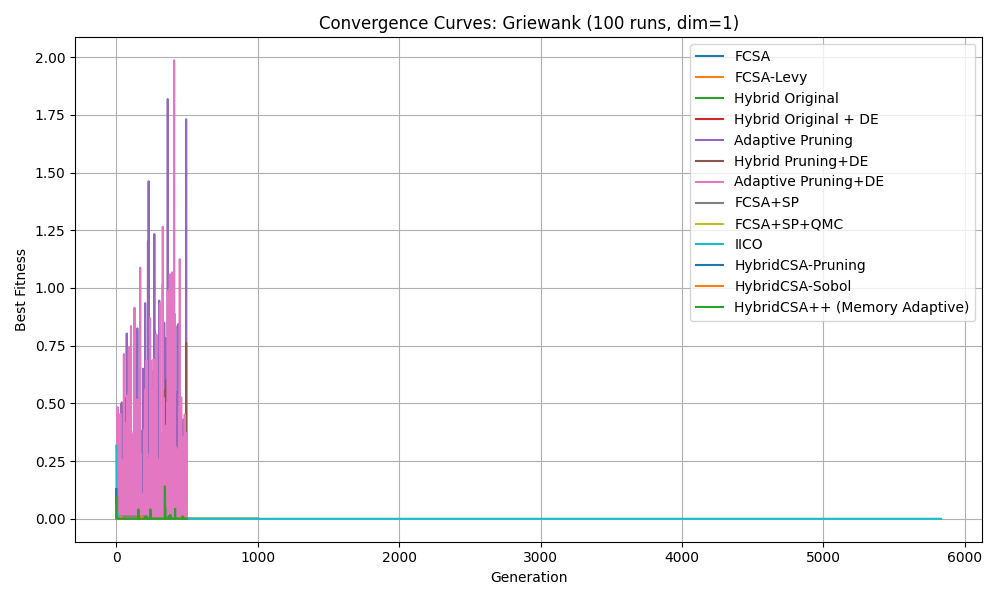 Convergence Curves: Griewank (100 runs, dim=1)
Best Fitness
2.00
1.75
1.50
1.25
1.00
0.75
0.50
0.25
0.00
FCSA
FCSA-Levy
Hybrid Original
Hybrid Original + DE
Adaptive Pruning
Hybrid Pruning+DE
Adaptive Pruning+DE
FCSA+SP
FCSA+SP+QMC
IICO
HybridCSA-Pruning
HybridCSA-Sobol
HybridCSA++ (Memory Adaptive)
0 1000 2000 3000 4000 5000 6000
Generation